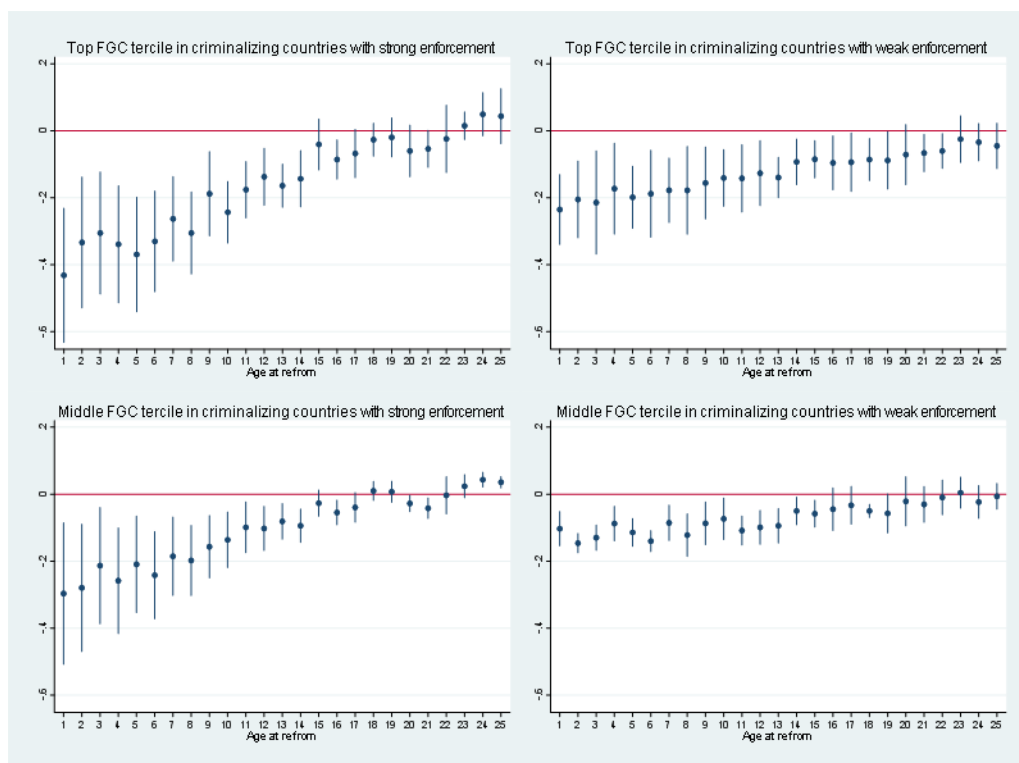 Top FGC tercile in criminalizing countries with strong enforcement
.2
0
-.2
-.4
-.6
1 2 3 4 5 6 7 8 9 10 11 12 13 14 15 16 17 18 19 20 21 22 23 24 25
Age at refrom
Top FGC tercile in criminalizing countries with weak enforcement
.2
0
-.2
-.4
-.6
1 2 3 4 5 6 7 8 9 10 11 12 13 14 15 16 17 18 19 20 21 22 23 24 25
Age at refrom
Middle FGC tercile in criminalizing countries with strong enforcement
.2
0
-.2
-.4
-.6
1 2 3 4 5 6 7 8 9 10 11 12 13 14 15 16 17 18 19 20 21 22 23 24 25
Age at refrom
Middle FGC tercile in criminalizing countries with weak enforcement
.2
0
-.2
-.4
-.6
1 2 3 4 5 6 7 8 9 10 11 12 13 14 15 16 17 18 19 20 21 22 23 24 25
Age at refrom